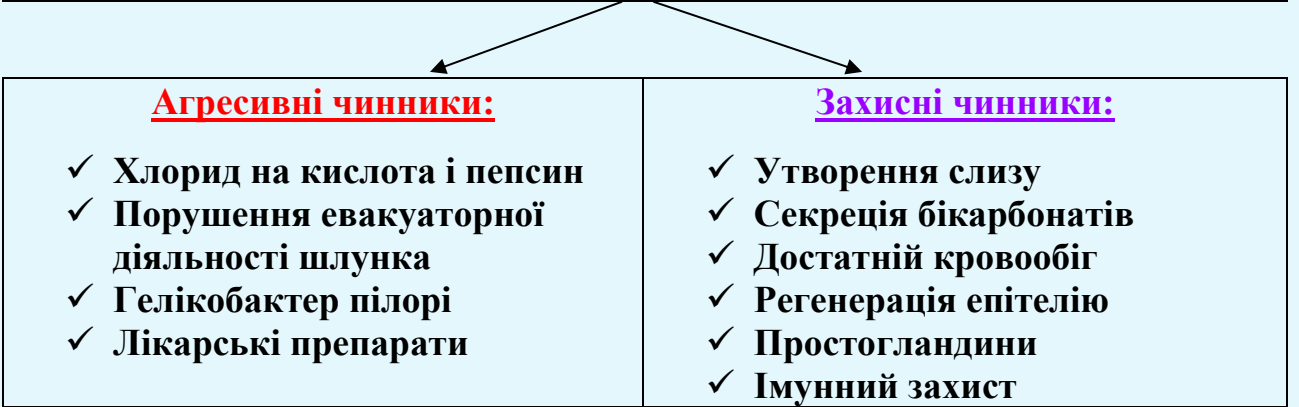 Агресивні чинники:
✓ Хлорид на кислота і пепсин
✓ Порушення евакуаторної
діяльності шлунка
✓ Гелікобактер пілорі
✓ Лікарські препарати
Захисні чинники:
✓ Утворення слизу
✓ Секреція бікарбонатів
✓ Достатній кровообіг
✓ Регенерація епітелію
✓ Простогландини
✓ Імунний захист